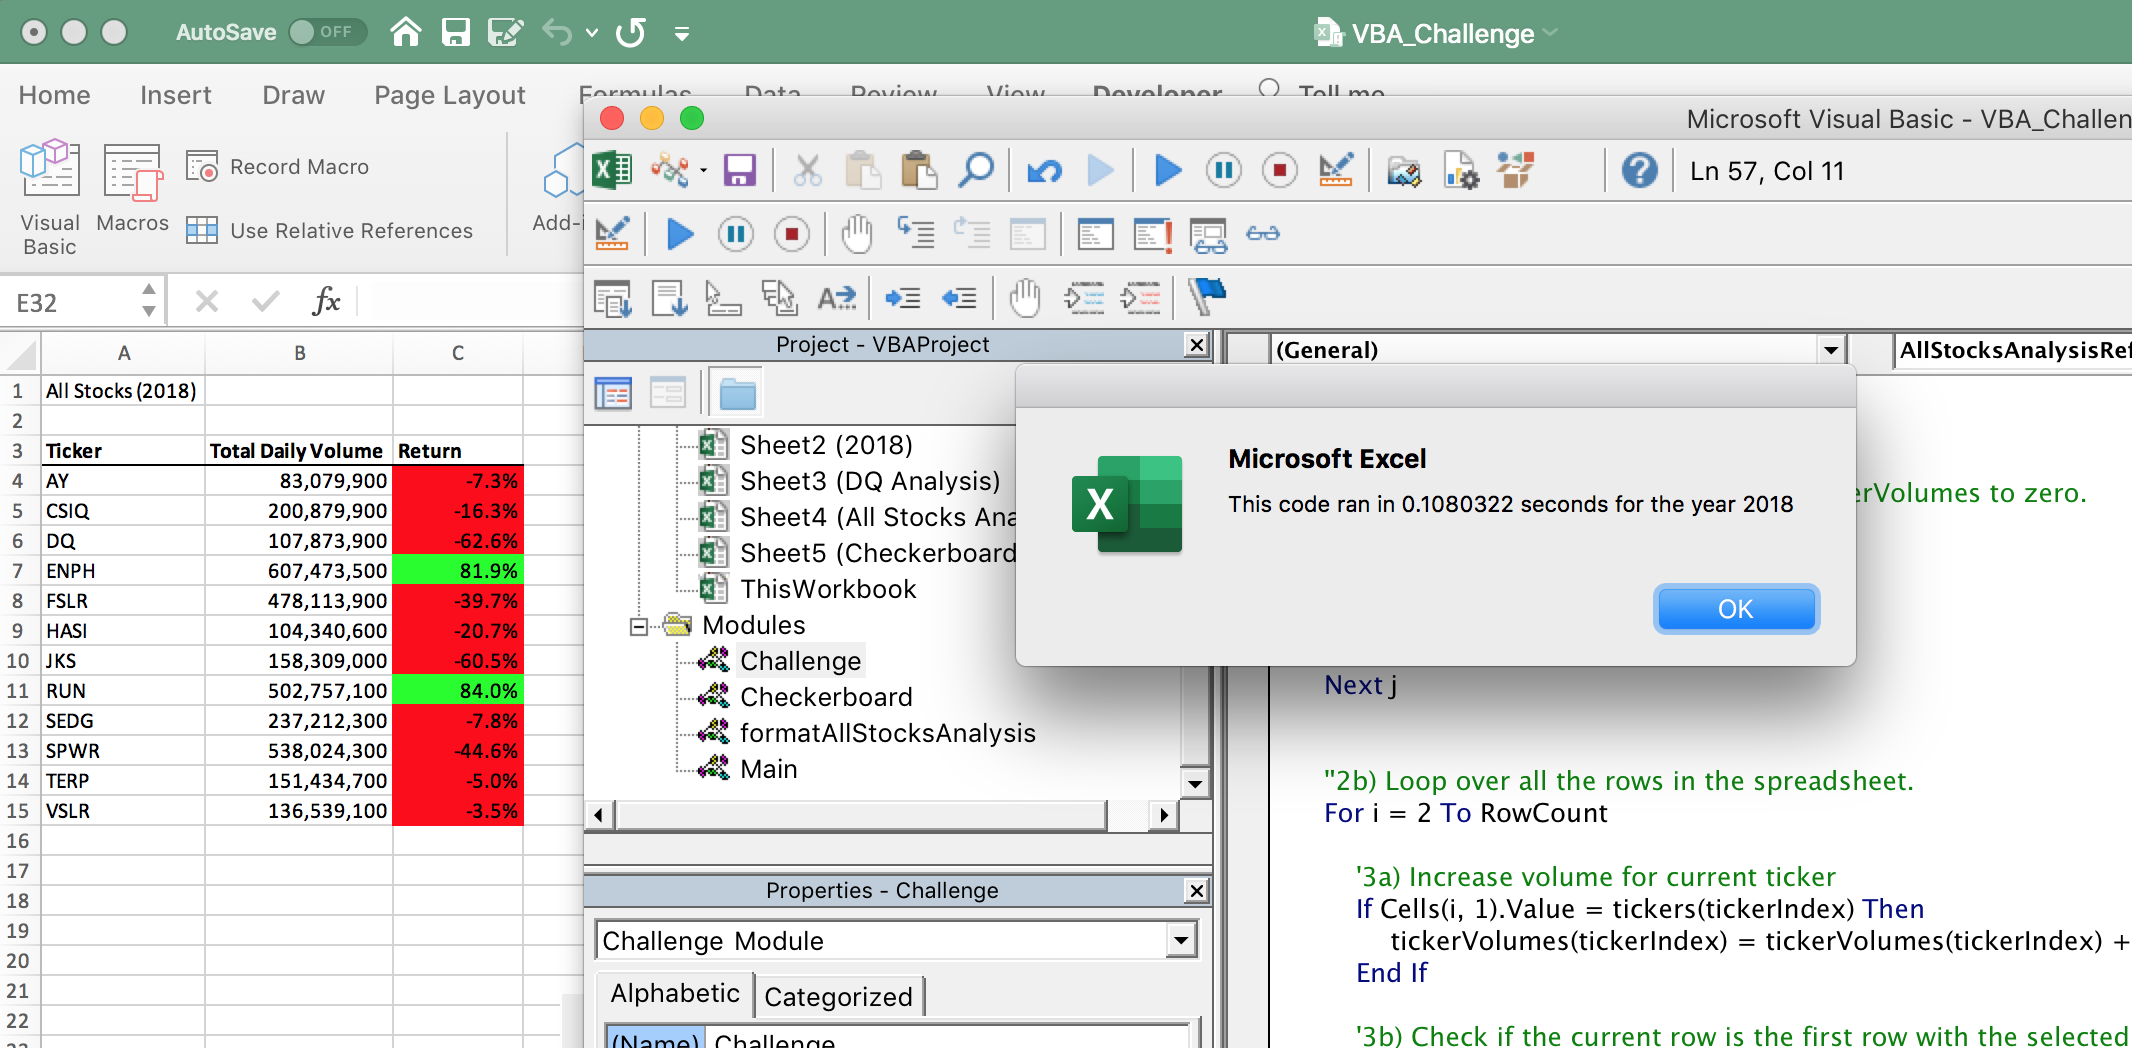 AutoSave OFF
VBA_Challenge
Home Insert Draw Page Layout Formulas Data Review View Developer Tell me
Visual Basic
Macros
Record Macro
Use Relative References
Add-i
E32
fx
A B C
1 All Stocks (2018)
2
3 Ticker Total Daily Volume Return
4 AY 83,079,900 -7.3%
5 CSIQ 200,879,900 -16.3%
6 DQ 107,873,900 -62.6%
7 ENPH 607,473,500 81.9%
8 FSLR 478,113,900 -39.7%
9 HASI 104,340,600 -20.7%
10 JKS 158,309,000 -60.5%
11 RUN 502,757,100 84.0%
12 SEDG 237,212,300 -7.8%
13 SPWR 538,024,300 -44.6%
14 TERP 151,434,700 -5.0%
15 VSLR 136,539,100 -3.5%
16
17
18
19
20
21
22
Microsoft Visual Basic - VBA_Challen
Ln 57, Col 11
Project - VBAProject
Sheet2 (2018)
Sheet3 (DQ Analysis)
Sheet4 (All Stocks Ana
Sheet5 (Checkerboard
ThisWorkbook
Modules
Challenge
Checkerboard
formatAllStocksAnalysis
Main
Properties - Challenge
Challenge Module
Alphabetic Categorized
(Name) Challenge
(General)
AllStocksAnalysisRef
Microsoft Excel
This code ran in 0.1080322 seconds for the year 2018
OK
erVolumes to zero.
Next j
''2b) Loop over all the rows in the spreadsheet.
For i = 2 To RowCount
'3a) Increase volume for current ticker
If Cells(i, 1).Value = tickers(tickerIndex) Then
tickerVolumes(tickerIndex) = tickerVolumes(tickerIndex) +
End If
'3b) Check if the current row is the first row with the selected